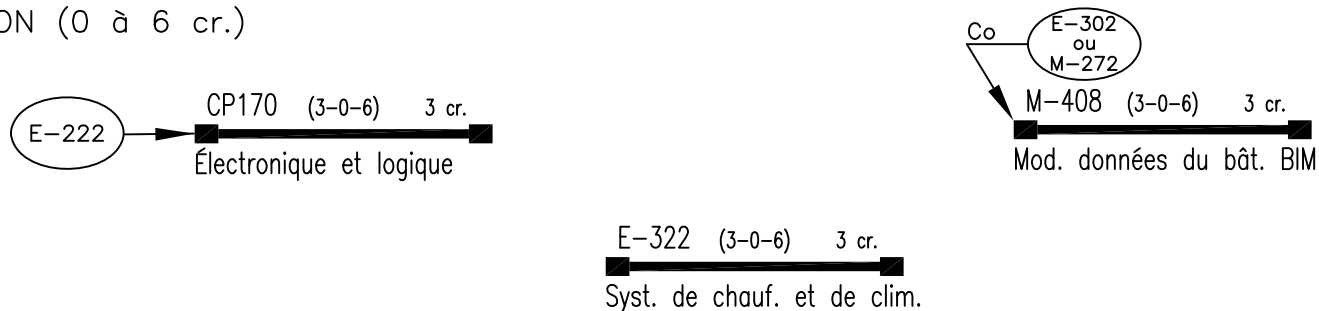 ON (0 à 6 cr.)
Co
E-302
ou
M-272
E-222
CP170 (3-0-6) 3 cr.
Électronique et logique
M-408 (3-0-6) 3 cr.
Mod. données du bât. BIM
E-322 (3-0-6) 3 cr.
Syst. de chauf. et de clim.